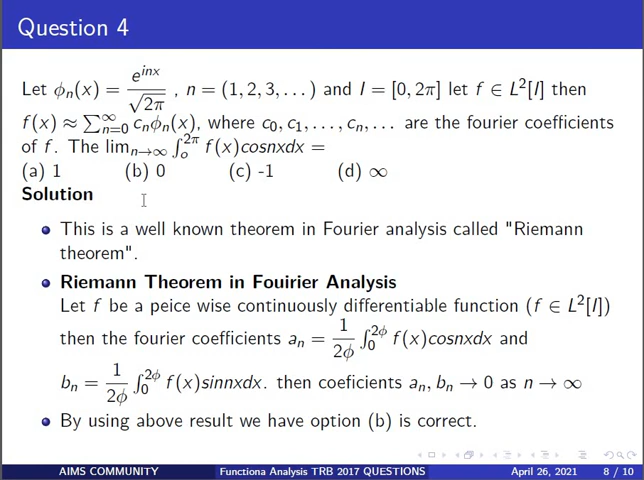 Question 4
Let ϕₙ(x) = e^{inx}/√2π , n = (1, 2, 3, . . . ) and I = [0, 2π] let f ∈ L²[I] then
f(x) ≈ ∑_{n=0}^{∞} cₙϕₙ(x), where c₀, c₁, . . . , cₙ, . . . are the fourier coefficients
of f. The lim_{n→∞} ∫_o^{2π} f(x)cosnxdx =
(a) 1 (b) 0 (c) -1 (d) ∞
Solution
This is a well known theorem in Fourier analysis called "Riemann
theorem".
Riemann Theorem in Fouirier Analysis
Let f be a peice wise continuously differentiable function (f ∈ L²[I])
then the fourier coefficients aₙ = 1/2ϕ ∫_0^{2ϕ} f(x)cosnxdx and
bₙ = 1/2ϕ ∫_0^{2ϕ} f(x)sinnxdx. then coeficients aₙ, bₙ → 0 as n → ∞
By using above result we have option (b) is correct.
AIMS COMMUNITY Functiona Analysis TRB 2017 QUESTIONS April 26, 2021 8 / 10